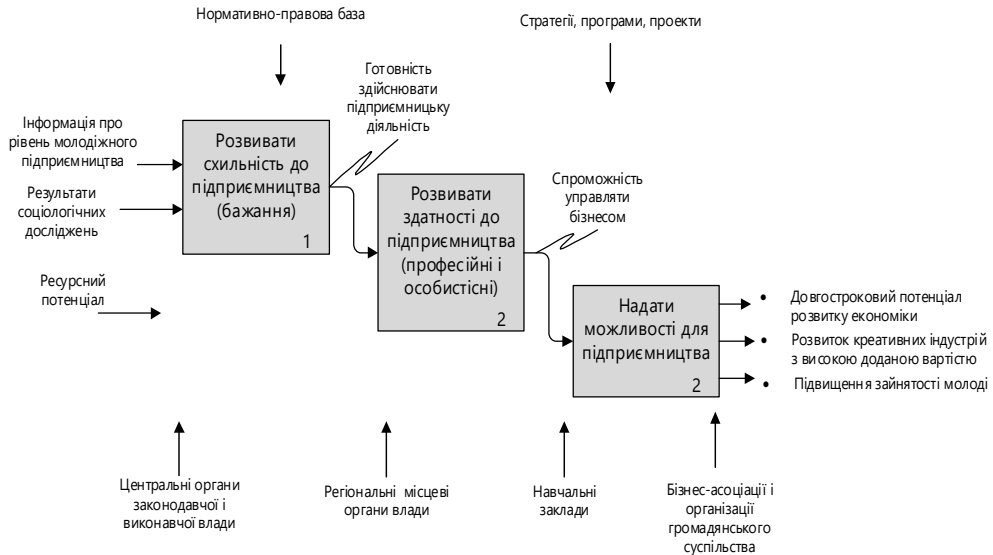 Нормативно-правова база
Стратегії, програми, проекти
Готовність
здійснювати
підприємницьку
діяльність
Інформація про
рівень молодіжного
підприємництва
Розвивати
схильність до
підприємництва
(бажання)
1
Результати
соціологічних
досліджень
Розвивати
здатності до
підприємництва
(професійні і
особистісні)
2
Спроможність
управляти
бізнесом
Ресурсний
потенціал
Надати
можливості для
підприємництва
2
• Довгостроковий потенціал
розвитку економіки
• Розвиток креативних індустрій
з високою доданою вартістю
• Підвищення зайнятості молоді
Центральні органи
законодавчої і
виконавчої влади
Регіональні місцеві
органи влади
Навчальні
заклади
Бізнес-асоціації і
організації
громадянського
суспільства